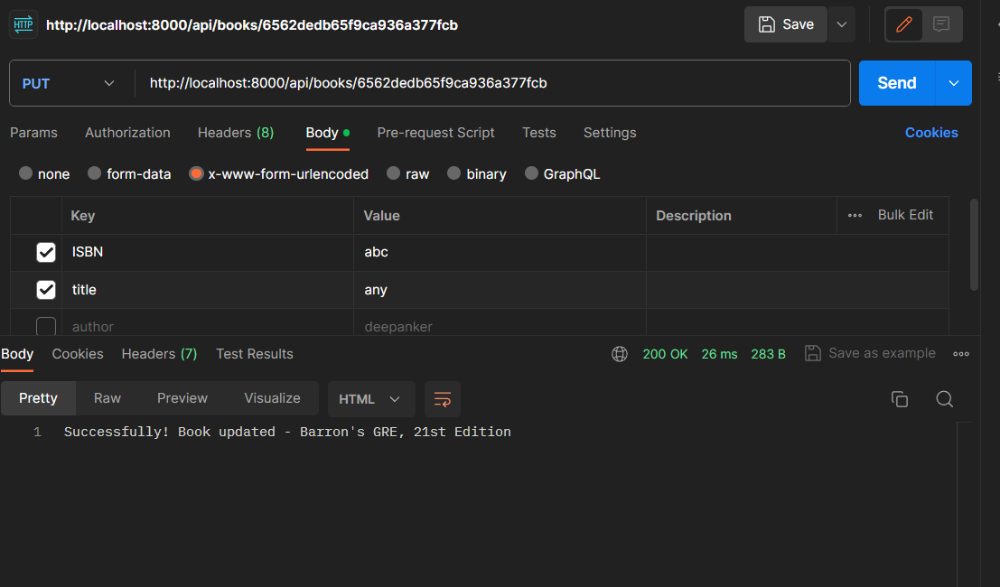 HTTP http://localhost:8000/api/books/6562dedb65f9ca936a377fcb Save
PUT http://localhost:8000/api/books/6562dedb65f9ca936a377fcb Send
Params Authorization Headers (8) Body Pre-request Script Tests Settings Cookies
none form-data x-www-form-urlencoded raw binary GraphQL
Key Value Description Bulk Edit
ISBN abc
title any
author deepanker
Body Cookies Headers (7) Test Results 200 OK 26 ms 283 B Save as example
Pretty Raw Preview Visualize HTML
1 Successfully! Book updated - Barron's GRE, 21st Edition